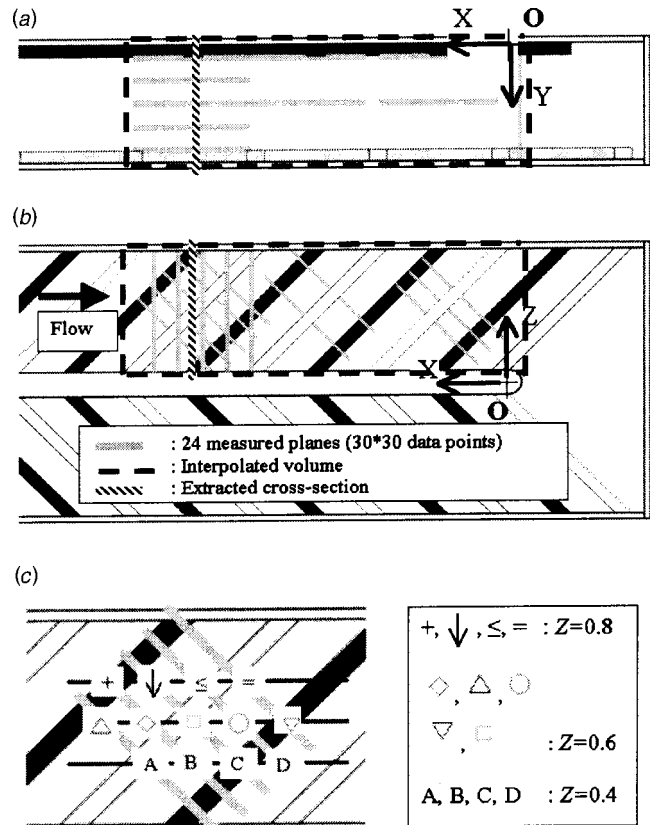 (a)
X
O
Y
(b)
Flow
Z
X
O
: 24 measured planes (30*30 data points)
: Interpolated volume
: Extracted cross-section
(c)
+ ↓ ≤ =
△ ◇ □ ○ ▽
A B C D
+, ↓, ≤, = : Z=0.8
◇, △, ○
▽, □ : Z=0.6
A, B, C, D : Z=0.4